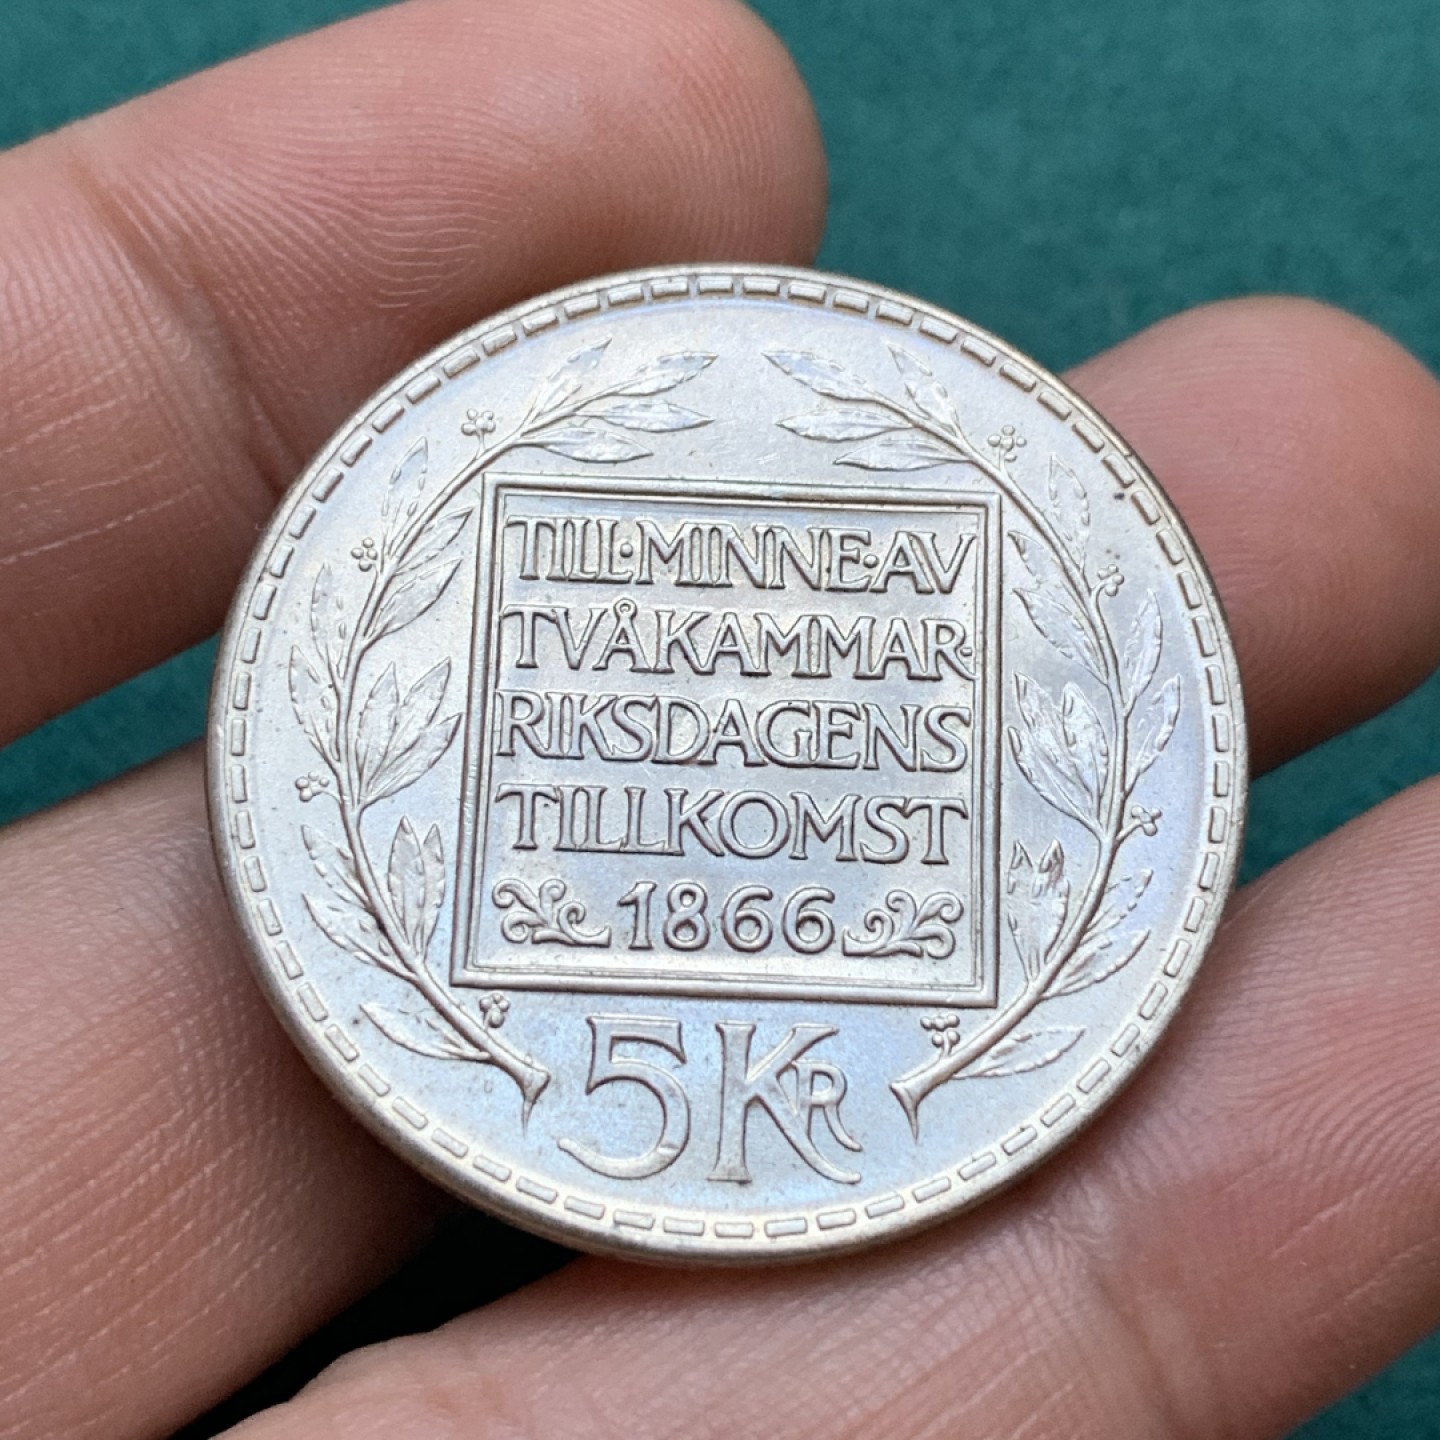 TILL·MINNE·AV
TVÅKAMMAR·
RIKSDAGENS
TILLKOMST
1866
5 KR